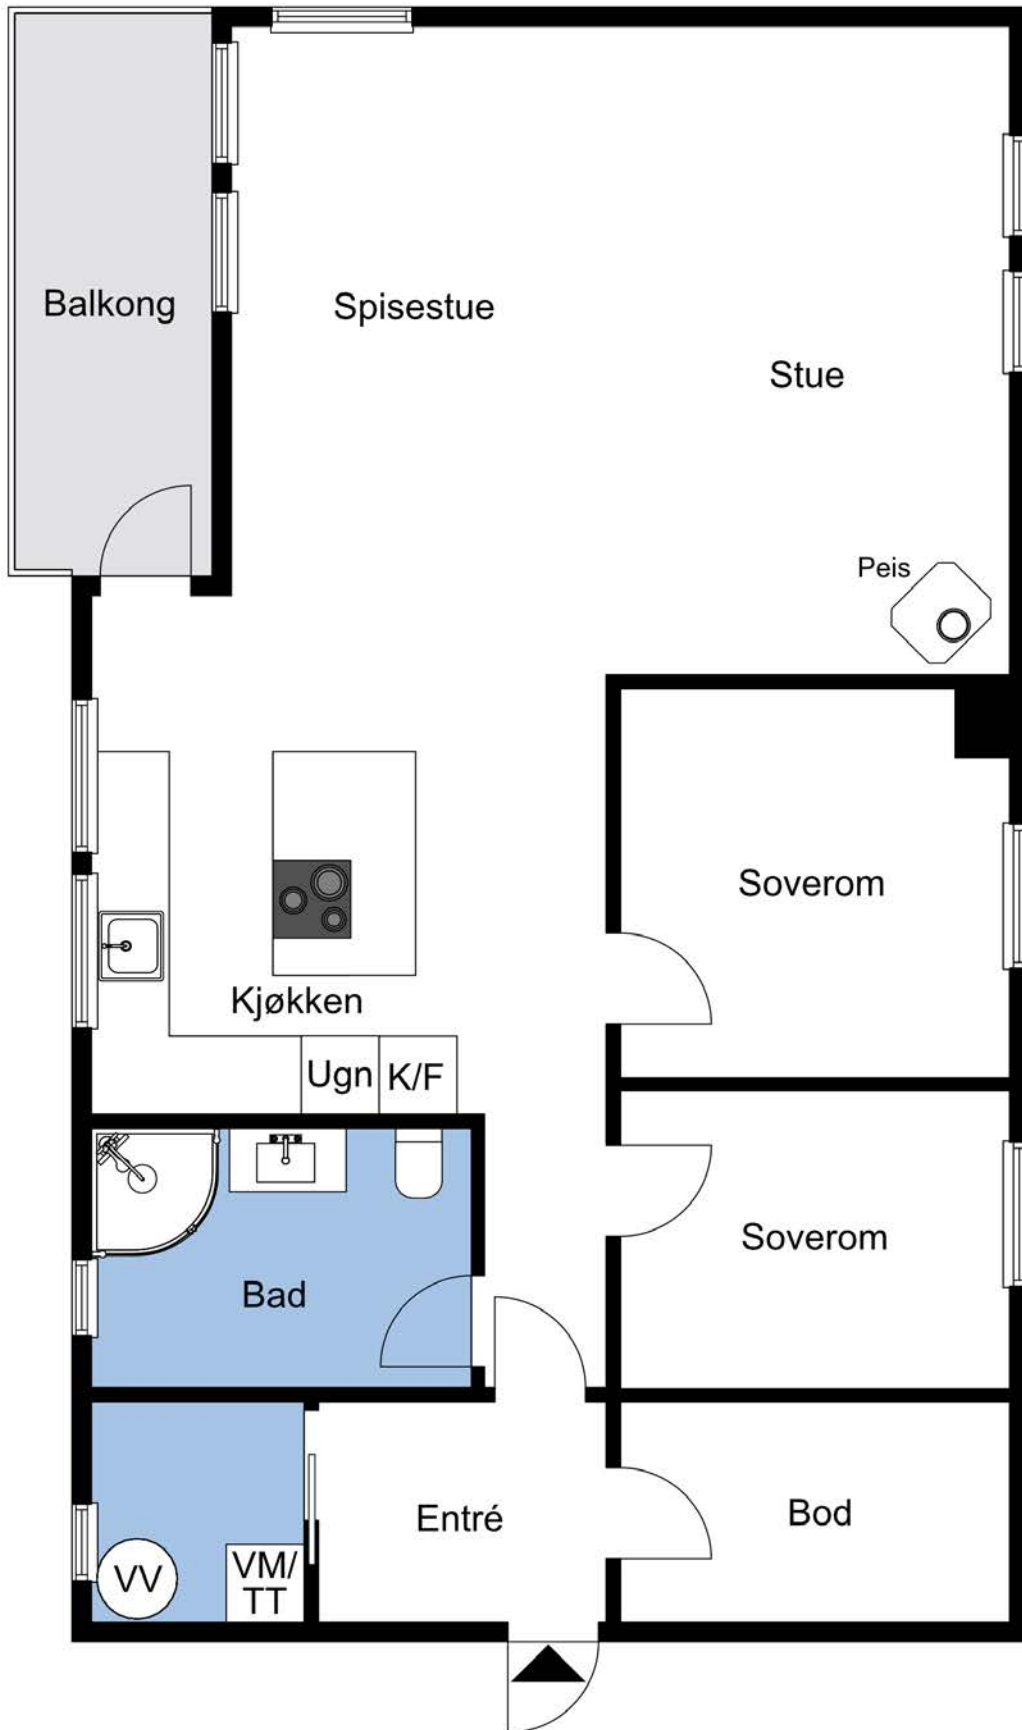 Balkong
Spisestue
Stue
Peis
Soverom
Kjøkken
Ugn
K/F
Soverom
Bad
Entré
Bod
VV
VM/
TT